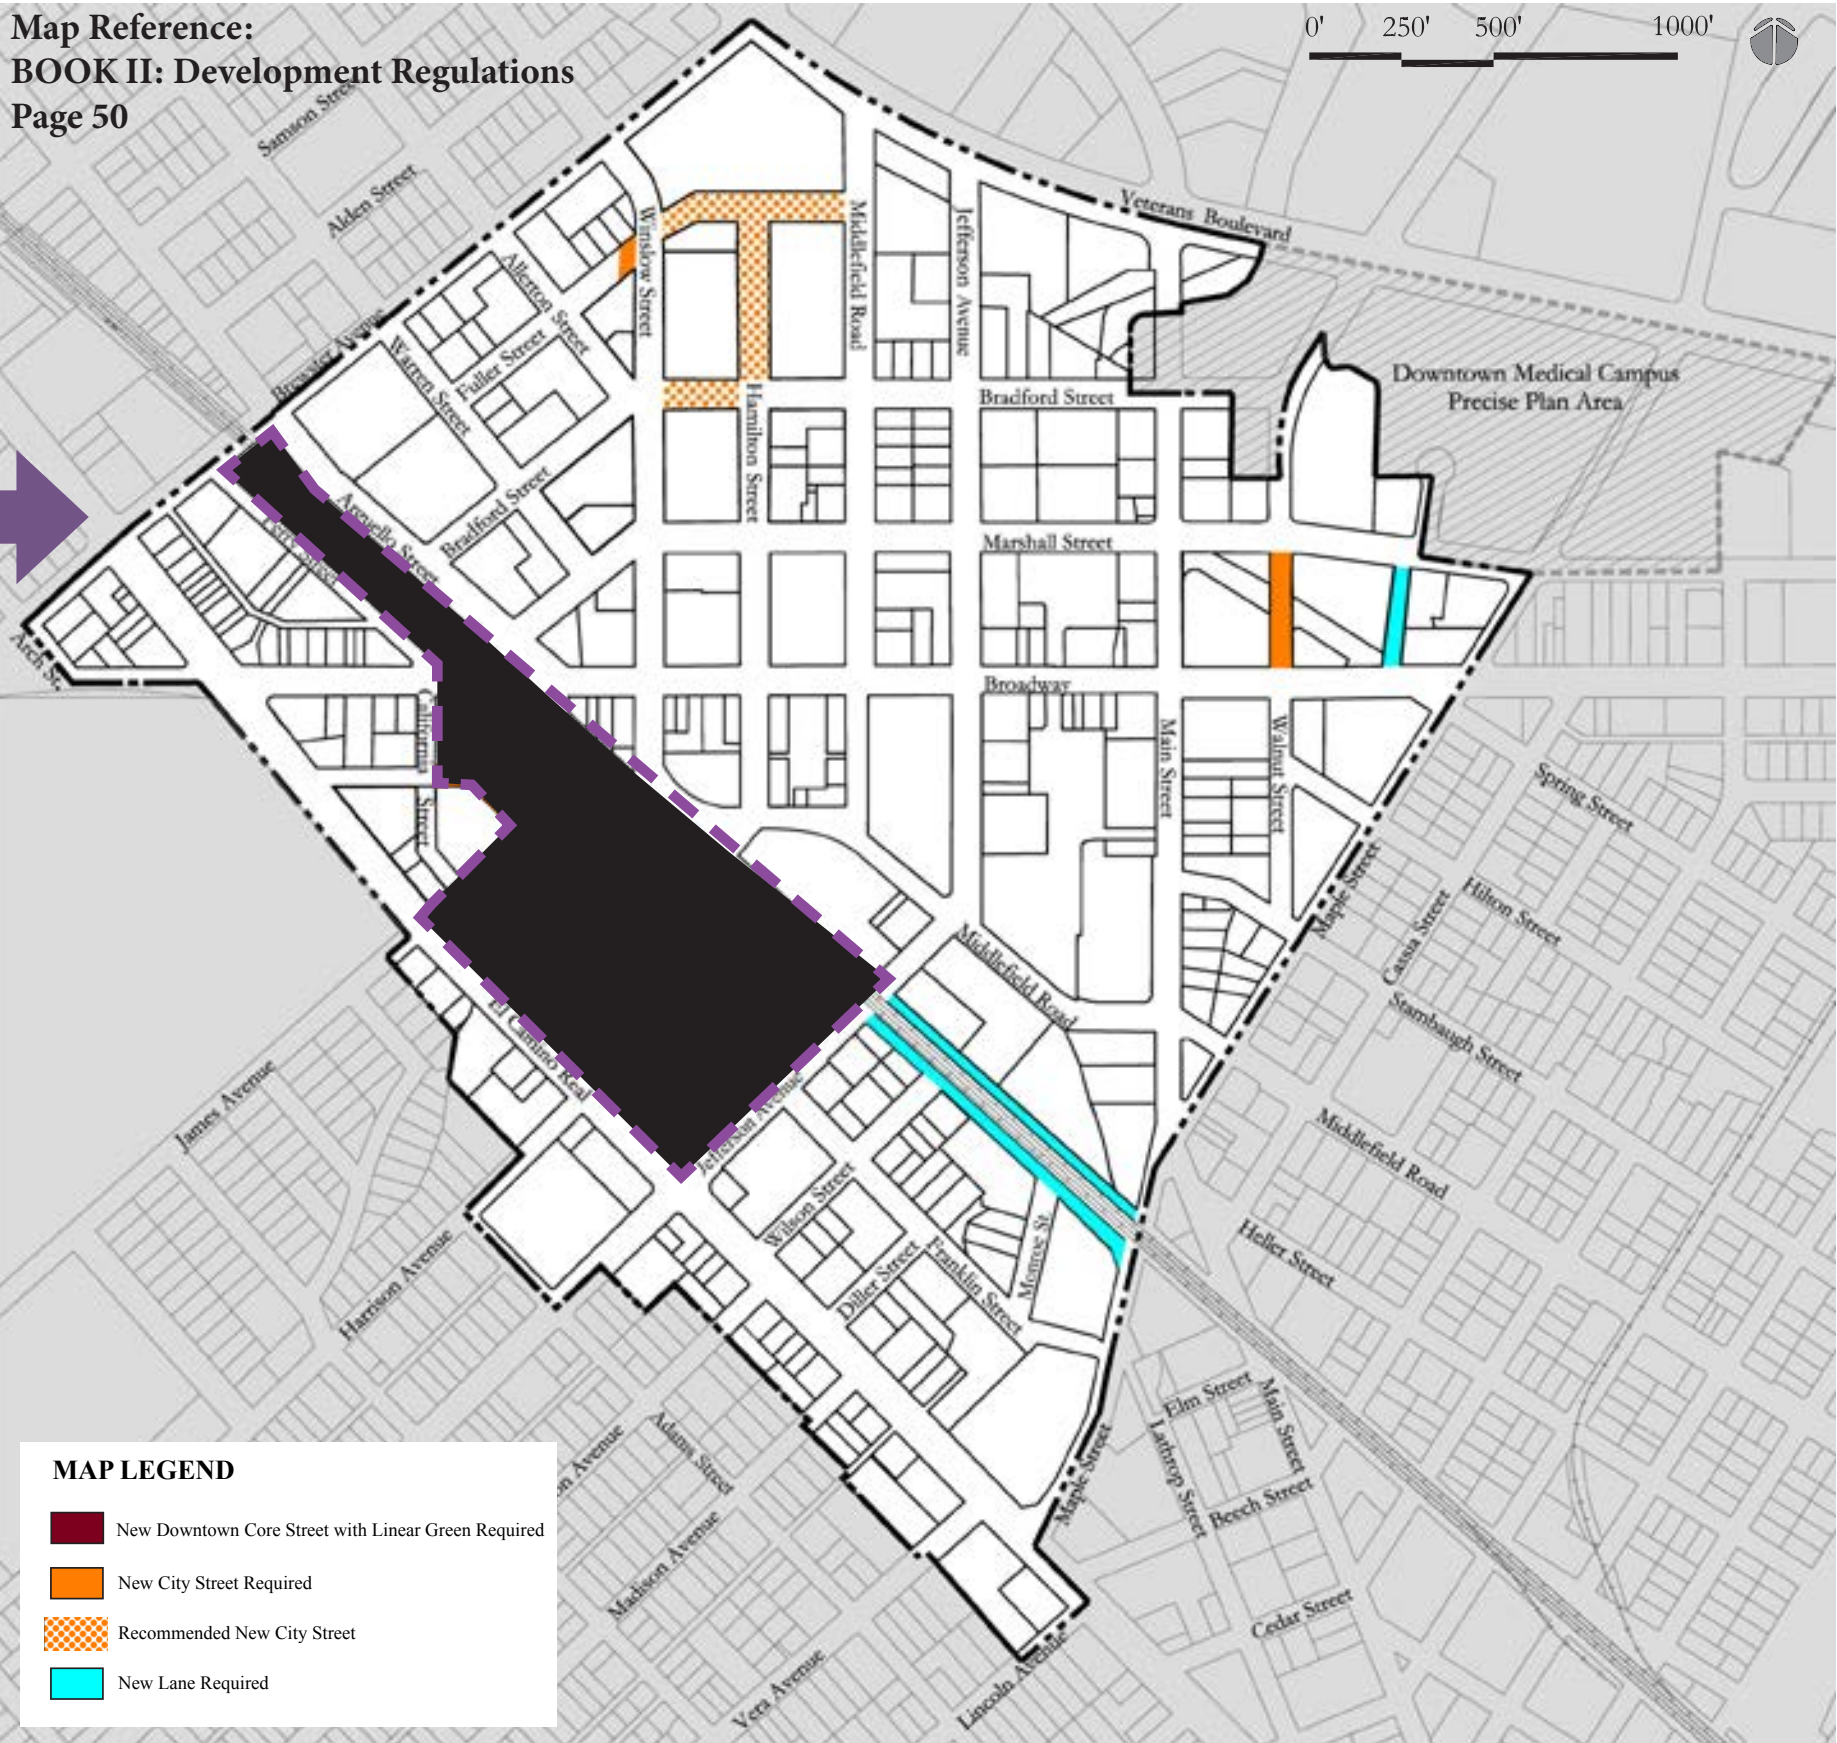 Map Reference:
BOOK II: Development Regulations
Page 50
0' 250' 500' 1000'
Samson Street
Alden Street
Veterans Boulevard
Winslow Street
Middlefield Road
Jefferson Avenue
Allerton Street
Fuller Street
Warren Street
Brewster Avenue
Downtown Medical Campus
Precise Plan Area
Bradford Street
Hamilton Street
Bradford Street
Arguello Street
Perry Street
Marshall Street
Arch St.
Broadway
California
Street
Main Street
Walnut Street
Spring Street
Maple Street
Hilton Street
Cassia Street
Middlefield Road
Stambaugh Street
El Camino Real
James Avenue
Jefferson Avenue
Middlefield Road
Wilson Street
Monroe St.
Heller Street
Harrison Avenue
Diller Street
Franklin Street
Elm Street
Main Street
Lathrop Street
Beech Street
Maple Street
Adams Street
on Avenue
Madison Avenue
Cedar Street
Vera Avenue
Lincoln Avenue
MAP LEGEND
New Downtown Core Street with Linear Green Required
New City Street Required
Recommended New City Street
New Lane Required